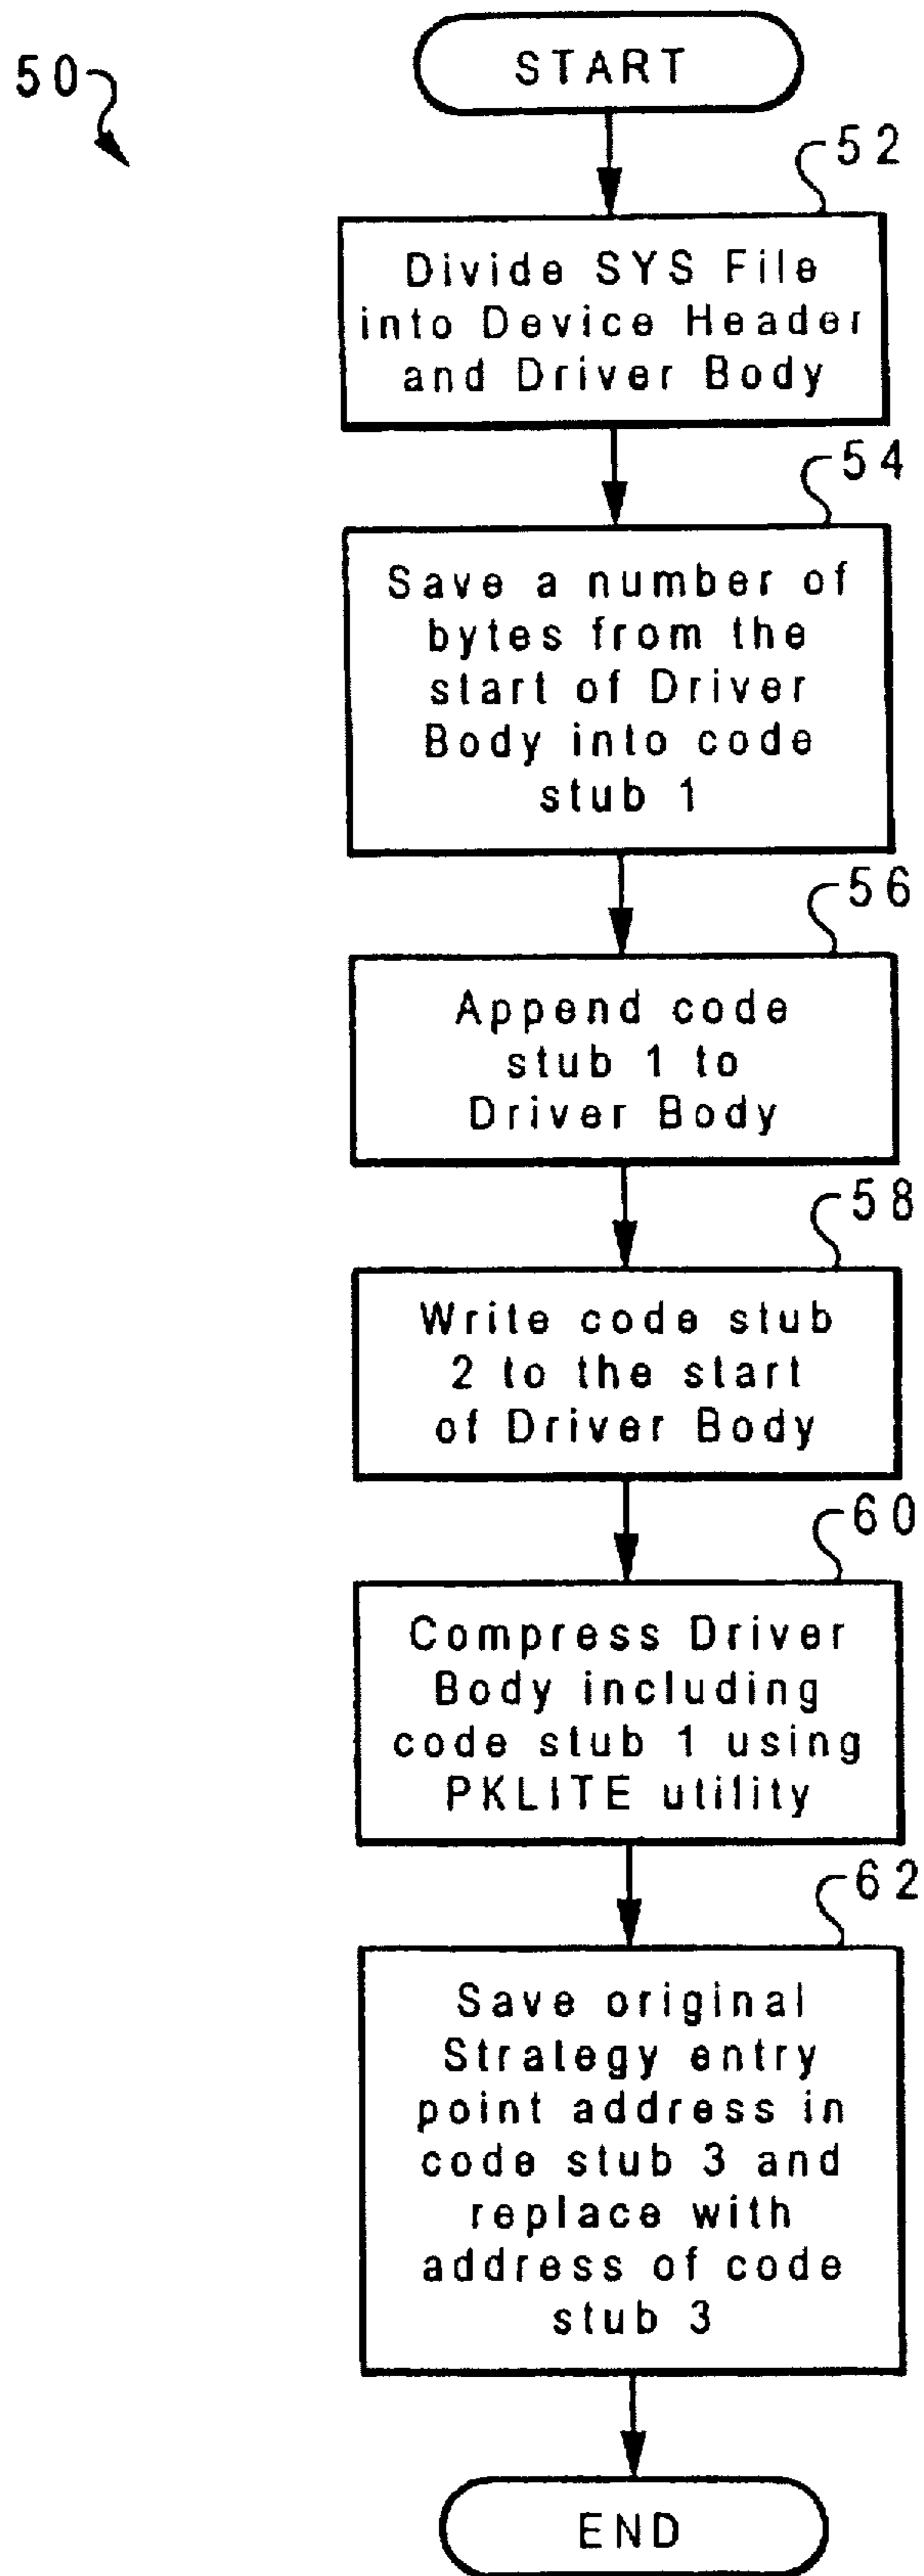 50
START
52
Divide SYS File
into Device Header
and Driver Body
54
Save a number of
bytes from the
start of Driver
Body into code
stub 1
56
Append code
stub 1 to
Driver Body
58
Write code stub
2 to the start
of Driver Body
60
Compress Driver
Body including
code stub 1 using
PKLITE utility
62
Save original
Strategy entry
point address in
code stub 3 and
replace with
address of code
stub 3
END